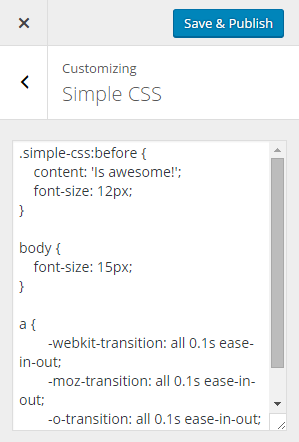 Save & Publish
Customizing
Simple CSS
.simple-css:before {
    content: 'Is awesome!';
    font-size: 12px;
}

body {
    font-size: 15px;
}

a {
        -webkit-transition: all 0.1s ease-
in-out;
        -moz-transition: all 0.1s ease-in-
out;
        -o-transition: all 0.1s ease-in-out;